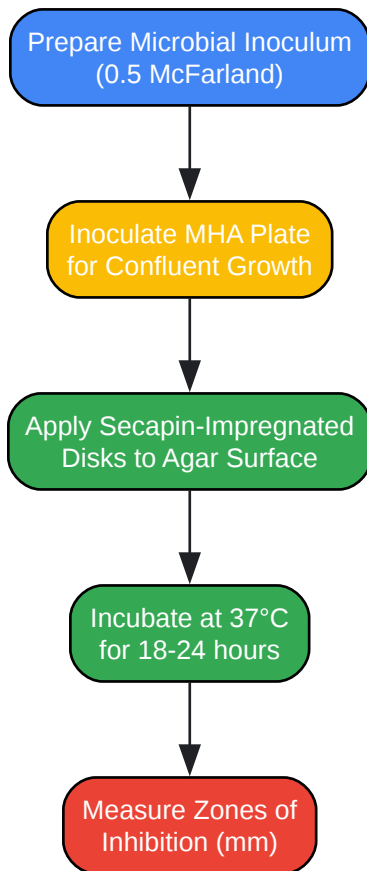 Prepare Microbial Inoculum
(0.5 McFarland)
Inoculate MHA Plate
for Confluent Growth
Apply Secapin-Impregnated
Disks to Agar Surface
Incubate at 37°C
for 18-24 hours
Measure Zones of
Inhibition (mm)